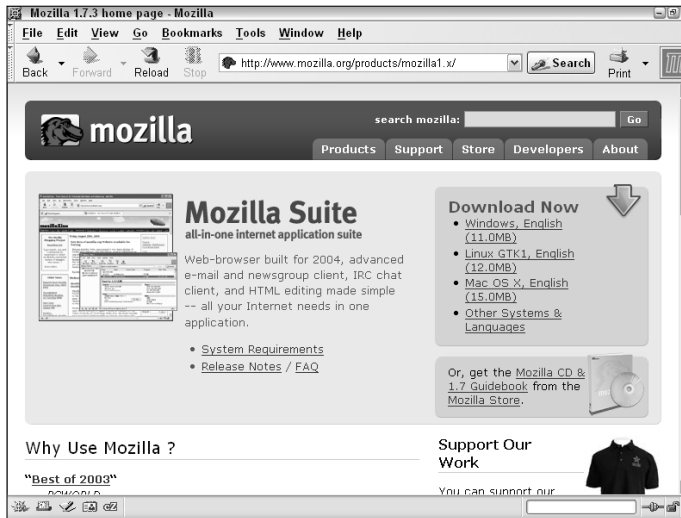 Mozilla 1.7.3 home page - Mozilla
File Edit View Go Bookmarks Tools Window Help
Back Forward Reload Stop http://www.mozilla.org/products/mozilla1.x/ Search Print
mozilla
search mozilla: Go
Products Support Store Developers About
Mozilla Suite
all-in-one internet application suite
Web-browser built for 2004, advanced
e-mail and newsgroup client, IRC chat
client, and HTML editing made simple
-- all your Internet needs in one
application.
• System Requirements
• Release Notes / FAQ
Download Now
• Windows, English
(11.0MB)
• Linux GTK1, English
(12.0MB)
• Mac OS X, English
(15.0MB)
• Other Systems &
Languages
Or, get the Mozilla CD &
1.7 Guidebook from the
Mozilla Store.
Why Use Mozilla ?
"Best of 2003"
PCWORLD
Support Our
Work
You can support our